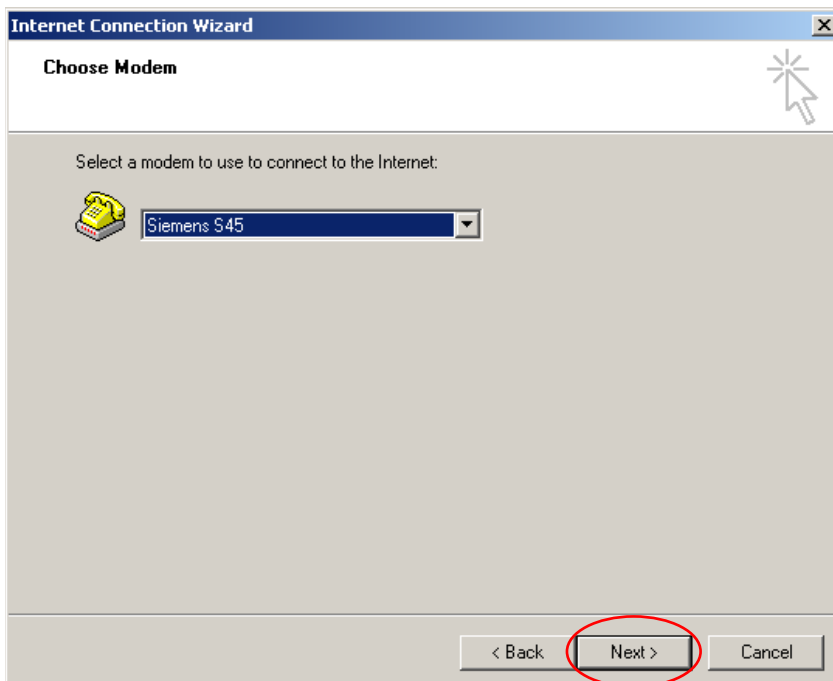 Internet Connection Wizard
Choose Modem
Select a modem to use to connect to the Internet:
Siemens S45
< Back Next > Cancel